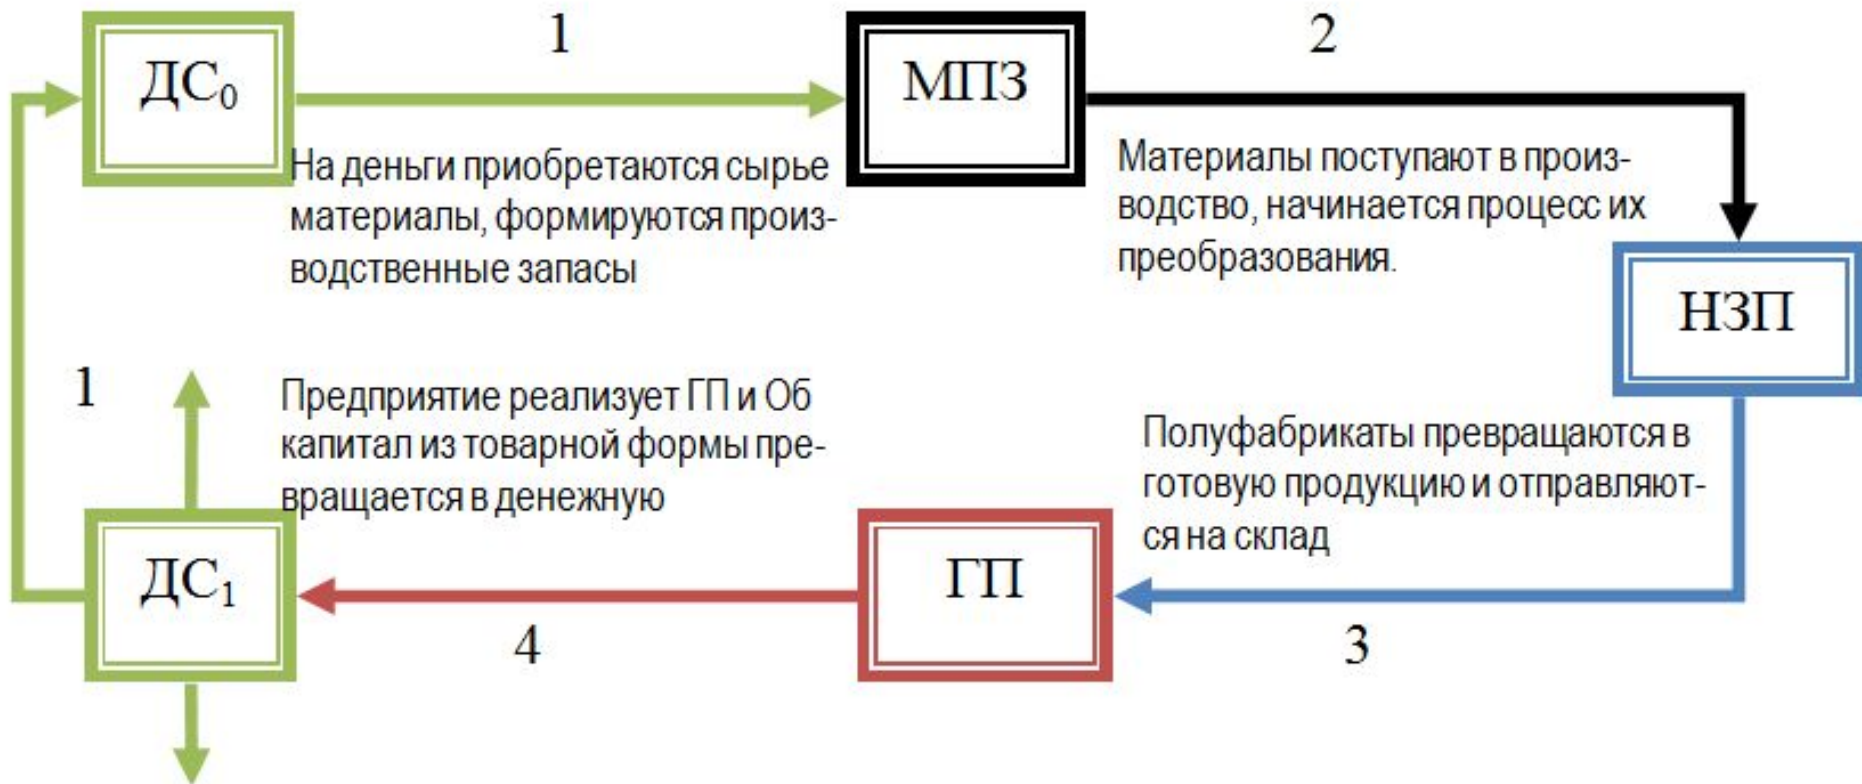 ДС₀
1
МПЗ
2
На деньги приобретаются сырье
материалы, формируются произ-
водственные запасы
Материалы поступают в произ-
водство, начинается процесс их
преобразования.
НЗП
1
Предприятие реализует ГП и Об
капитал из товарной формы пре-
вращается в денежную
Полуфабрикаты превращаются в
готовую продукцию и отправляют-
ся на склад
ДС₁
4
ГП
3